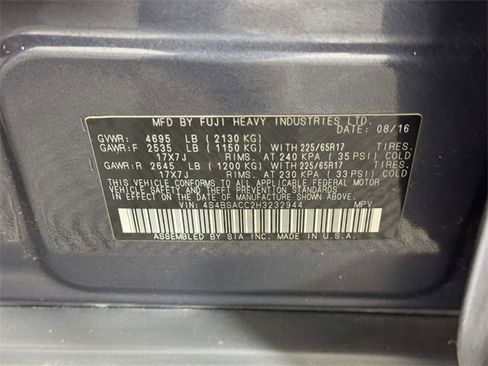 MFD BY FUJI HEAVY INDUSTRIES LTD.
DATE: 08/16
GVWR: 4695 LB (2130 KG)
GAWR:F 2535 LB (1150 KG) WITH 225/65R17 TIRES,
17X7J RIMS, AT 240 KPA (35 PSI) COLD
GAWR:R 2645 LB (1200 KG) WITH 225/65R17 TIRES,
17X7J RIMS, AT 230 KPA (33 PSI) COLD
THIS VEHICLE CONFORMS TO ALL APPLICABLE FEDERAL MOTOR
VEHICLE SAFETY STANDARDS
IN EFFECT ON THE DATE OF MANUFACTURE SHOWN ABOVE.
VIN: 4S4BSACC2H3232944 MPV
ASSEMBLED BY SIA INC. MADE IN U.S.A.